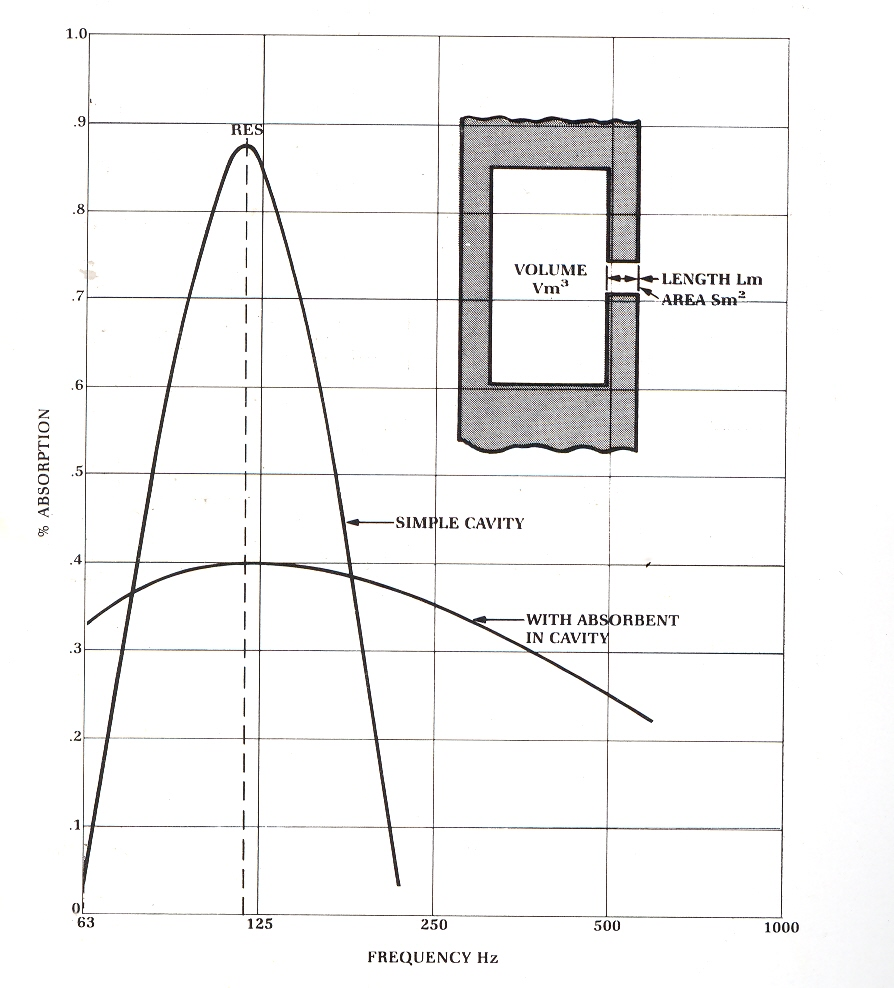 1.0
.9
RES
.8
VOLUME
Vm³
LENGTH Lm
AREA Sm²
.7
.6
% ABSORPTION
.5
SIMPLE CAVITY
.4
WITH ABSORBENT
IN CAVITY
.3
.2
.1
0
63 125 250 500 1000
FREQUENCY Hz